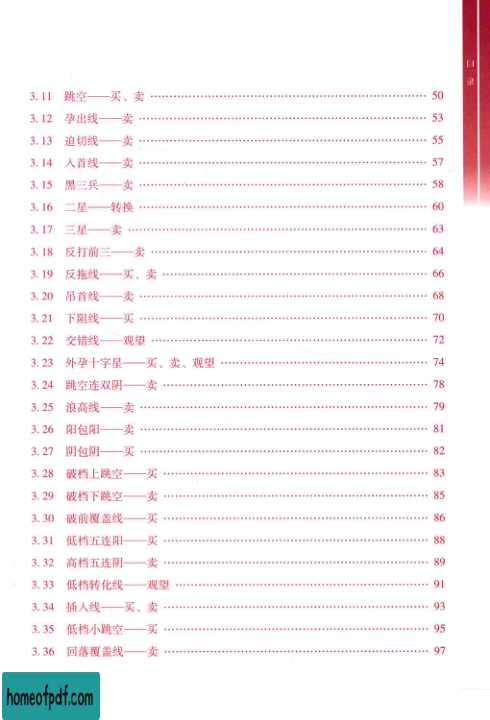 目
录
3.11 跳空——买、卖 50
3.12 孕出线——卖 53
3.13 迫切线——卖 55
3.14 入首线——卖 57
3.15 黑三兵——卖 58
3.16 二星——转换 60
3.17 三星——卖 63
3.18 反打前三——卖 64
3.19 反拖线——买、卖 66
3.20 吊首线——卖 68
3.21 下阻线——买 70
3.22 交错线——观望 72
3.23 外孕十字星——买、卖、观望 74
3.24 跳空连双阴——卖 78
3.25 浪高线——卖 79
3.26 阳包阳——卖 81
3.27 阴包阴——买 82
3.28 破档上跳空——买 83
3.29 破档下跳空——卖 85
3.30 破前覆盖线——买 86
3.31 低档五连阳——买 88
3.32 高档五连阴——卖 89
3.33 低档转化线——观望 91
3.34 插入线——买、卖 93
3.35 低档小跳空——买 95
3.36 回落覆盖线——卖 97
homeofpdf.com